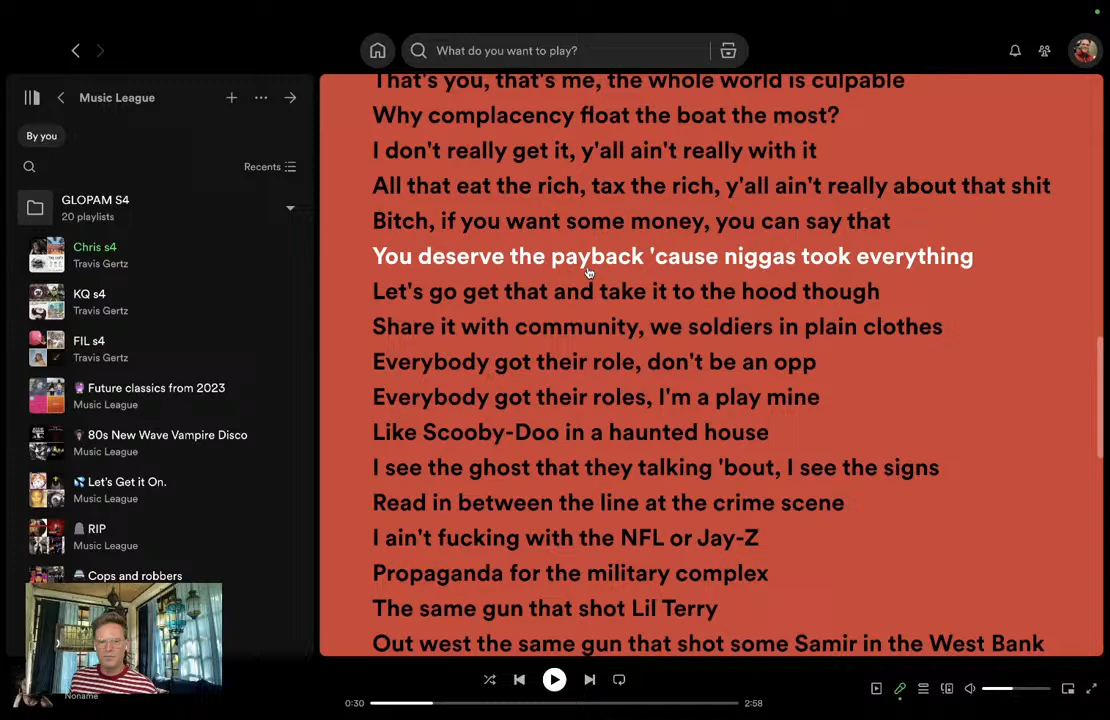 What do you want to play?
Music League
By you
Recents
GLOPAM S4
20 playlists
Chris s4
Travis Gertz
KQ s4
Travis Gertz
FIL s4
Travis Gertz
Future classics from 2023
Music League
80s New Wave Vampire Disco
Music League
Let's Get it On.
Music League
RIP
Music League
Cops and robbers
Noname
That's you, that's me, the whole world is culpable
Why complacency float the boat the most?
I don't really get it, y'all ain't really with it
All that eat the rich, tax the rich, y'all ain't really about that shit
Bitch, if you want some money, you can say that
You deserve the payback 'cause niggas took everything
Let's go get that and take it to the hood though
Share it with community, we soldiers in plain clothes
Everybody got their role, don't be an opp
Everybody got their roles, I'm a play mine
Like Scooby-Doo in a haunted house
I see the ghost that they talking 'bout, I see the signs
Read in between the line at the crime scene
I ain't fucking with the NFL or Jay-Z
Propaganda for the military complex
The same gun that shot Lil Terry
Out west the same gun that shot some Samir in the West Bank
0:30
2:58